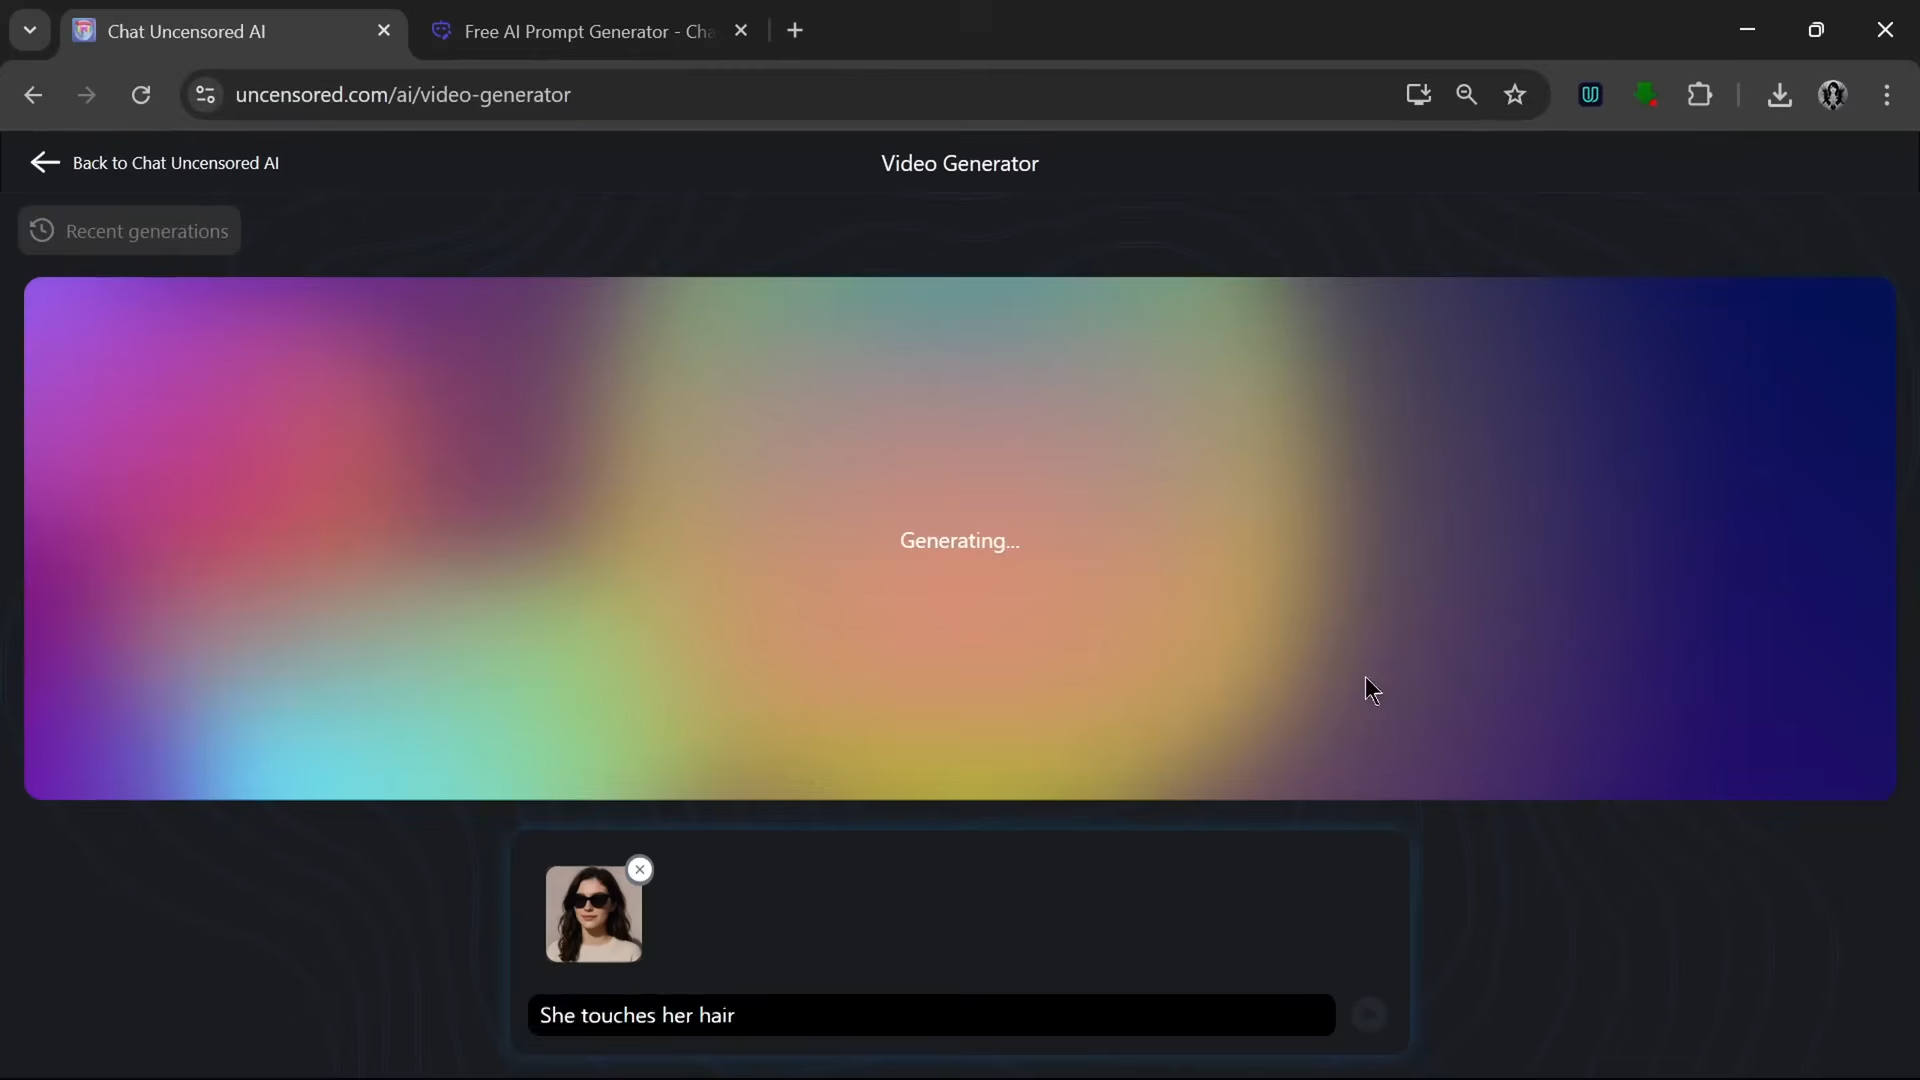 Chat Uncensored AI
Free AI Prompt Generator - Cha
uncensored.com/ai/video-generator
Back to Chat Uncensored AI
Video Generator
Recent generations
Generating...
She touches her hair